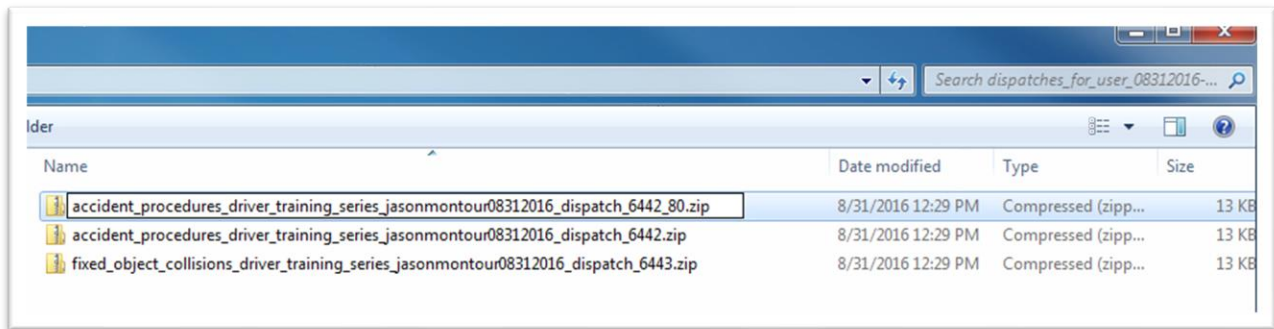 Search dispatches_for_user_08312016-...
lder
Name Date modified Type Size
accident_procedures_driver_training_series_jasonmontour08312016_dispatch_6442_80.zip 8/31/2016 12:29 PM Compressed (zipp... 13 KB
accident_procedures_driver_training_series_jasonmontour08312016_dispatch_6442.zip 8/31/2016 12:29 PM Compressed (zipp... 13 KB
fixed_object_collisions_driver_training_series_jasonmontour08312016_dispatch_6443.zip 8/31/2016 12:29 PM Compressed (zipp... 13 KB